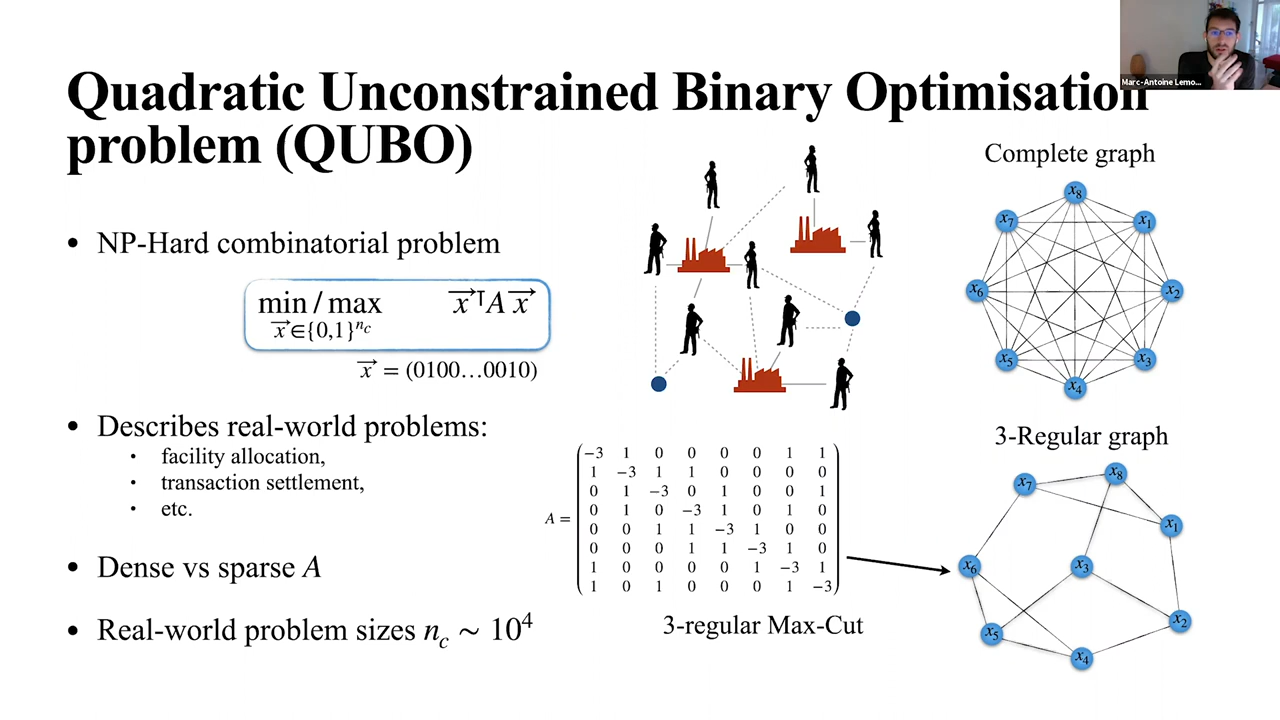 Marc-Antoine Lemo...
Quadratic Unconstrained Binary Optimisation
problem (QUBO)
• NP-Hard combinatorial problem
min / max x⃗ᵀA x⃗
x⃗∈{0,1}^{n_c}
x⃗ = (0100…0010)
• Describes real-world problems:
• facility allocation,
• transaction settlement,
• etc.
• Dense vs sparse A
• Real-world problem sizes n_c ∼ 10⁴
A =
−3 1 0 0 0 0 1 1
1 −3 1 1 0 0 0 0
0 1 −3 0 1 0 0 1
0 1 0 −3 1 0 1 0
0 0 1 1 −3 1 0 0
0 0 0 1 1 −3 1 0
1 0 0 0 0 1 −3 1
1 0 1 0 0 0 1 −3
3-regular Max-Cut
Complete graph
x₈
x₇ x₁
x₆ x₂
x₅ x₃
x₄
3-Regular graph
x₈
x₇
x₁
x₆ x₃
x₂
x₅
x₄